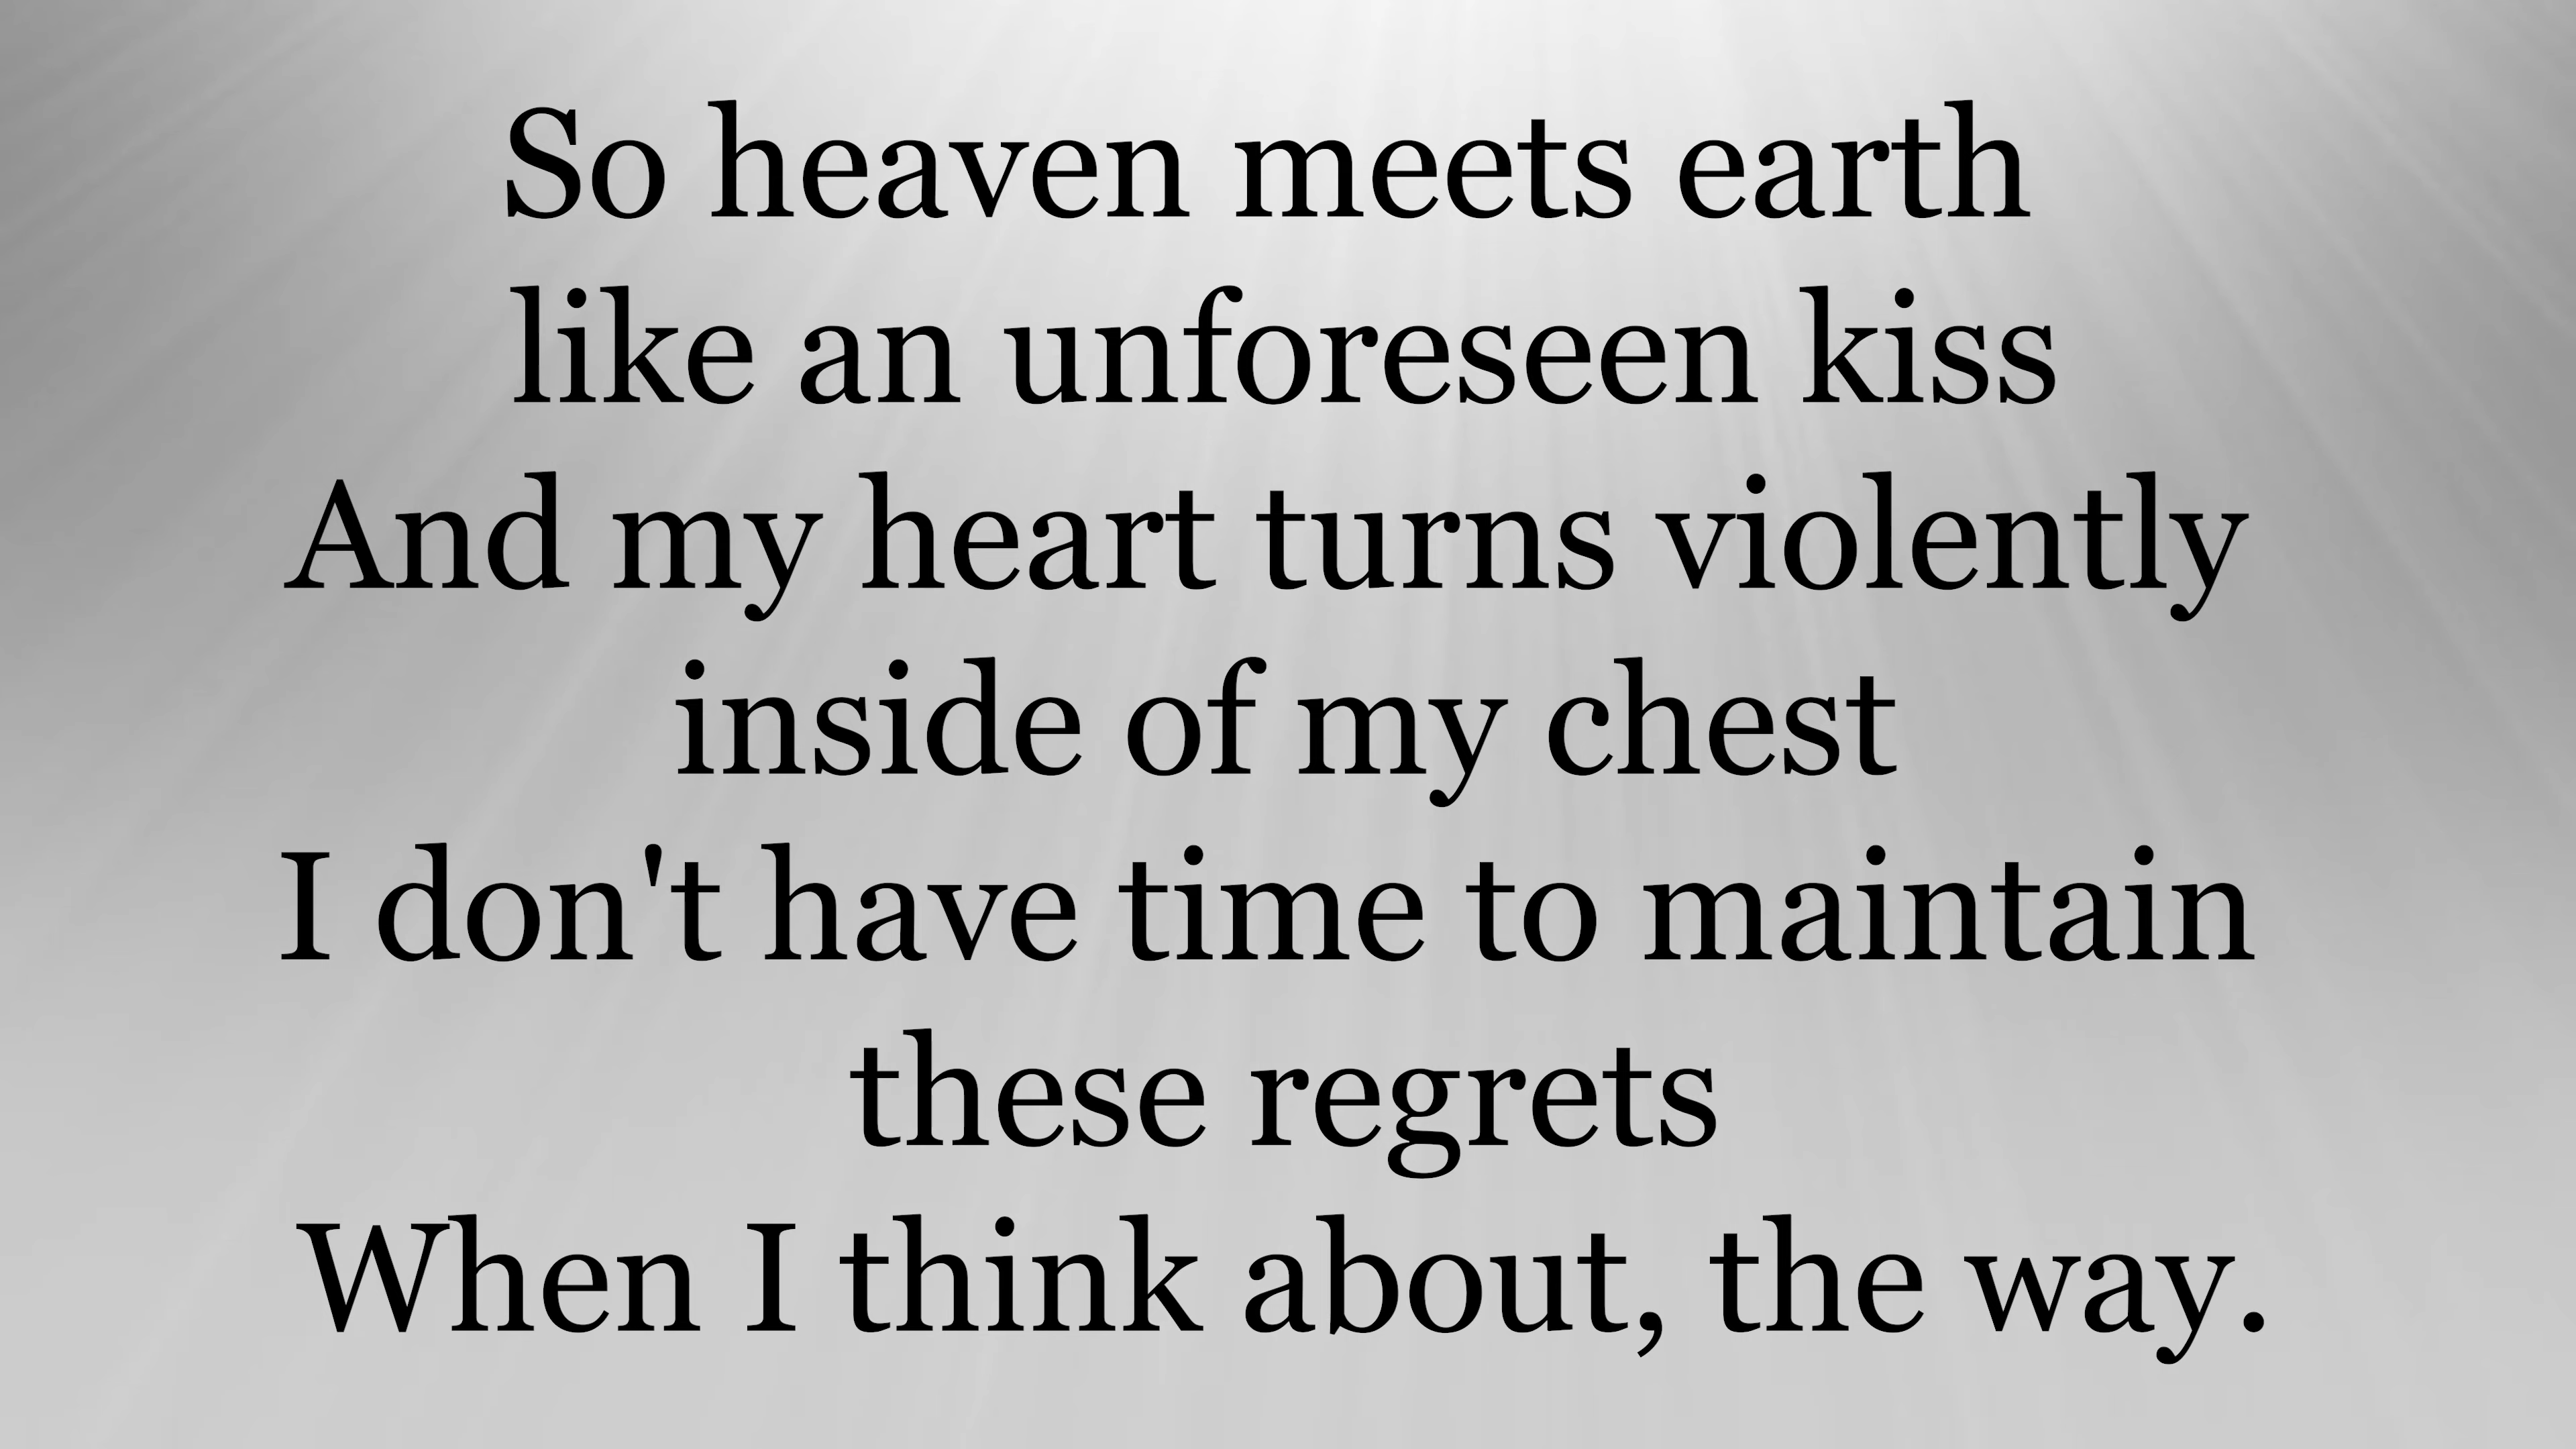 So heaven meets earth
like an unforeseen kiss
And my heart turns violently
inside of my chest
I don't have time to maintain
these regrets
When I think about, the way.